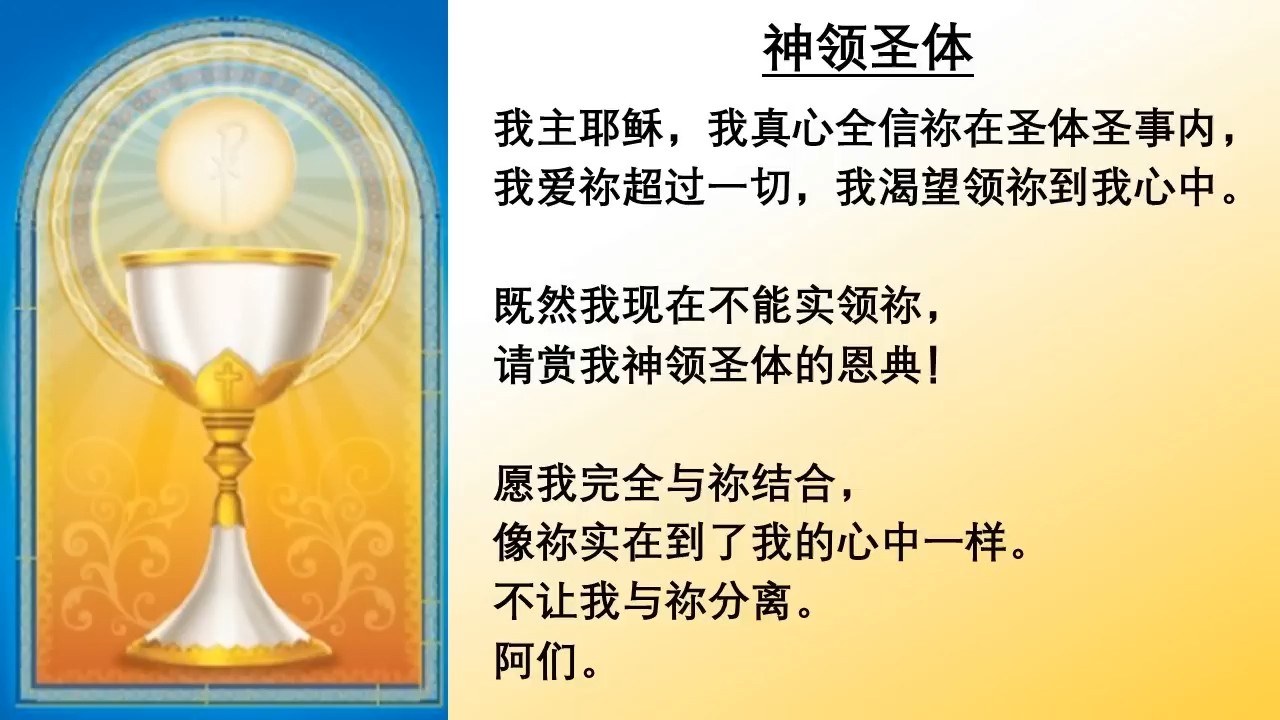 神领圣体
我主耶稣，我真心全信祢在圣体圣事内，
我爱祢超过一切，我渴望领祢到我心中。
既然我现在不能实领祢，
请赏我神领圣体的恩典！
愿我完全与祢结合，
像祢实在到了我的心中一样。
不让我与祢分离。
阿们。